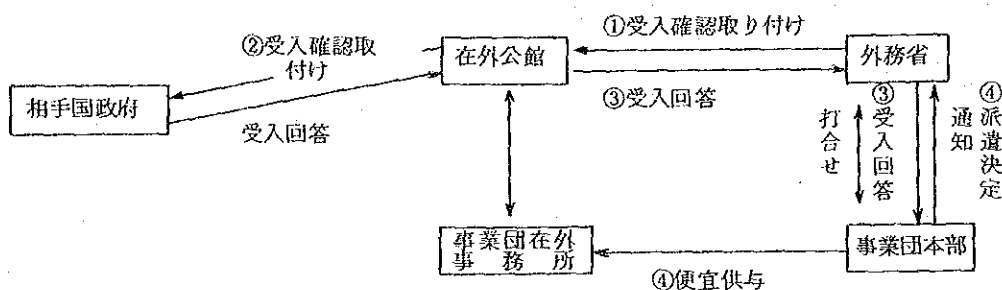 ①受入確認取り付け
②受入確認取
付け
在外公館
外務省
相手国政府
③受入回答
受入回答
打合せ
③受入回答
④派遣決定
通知
事業団在外
事務所
事業団本部
④便宜供与